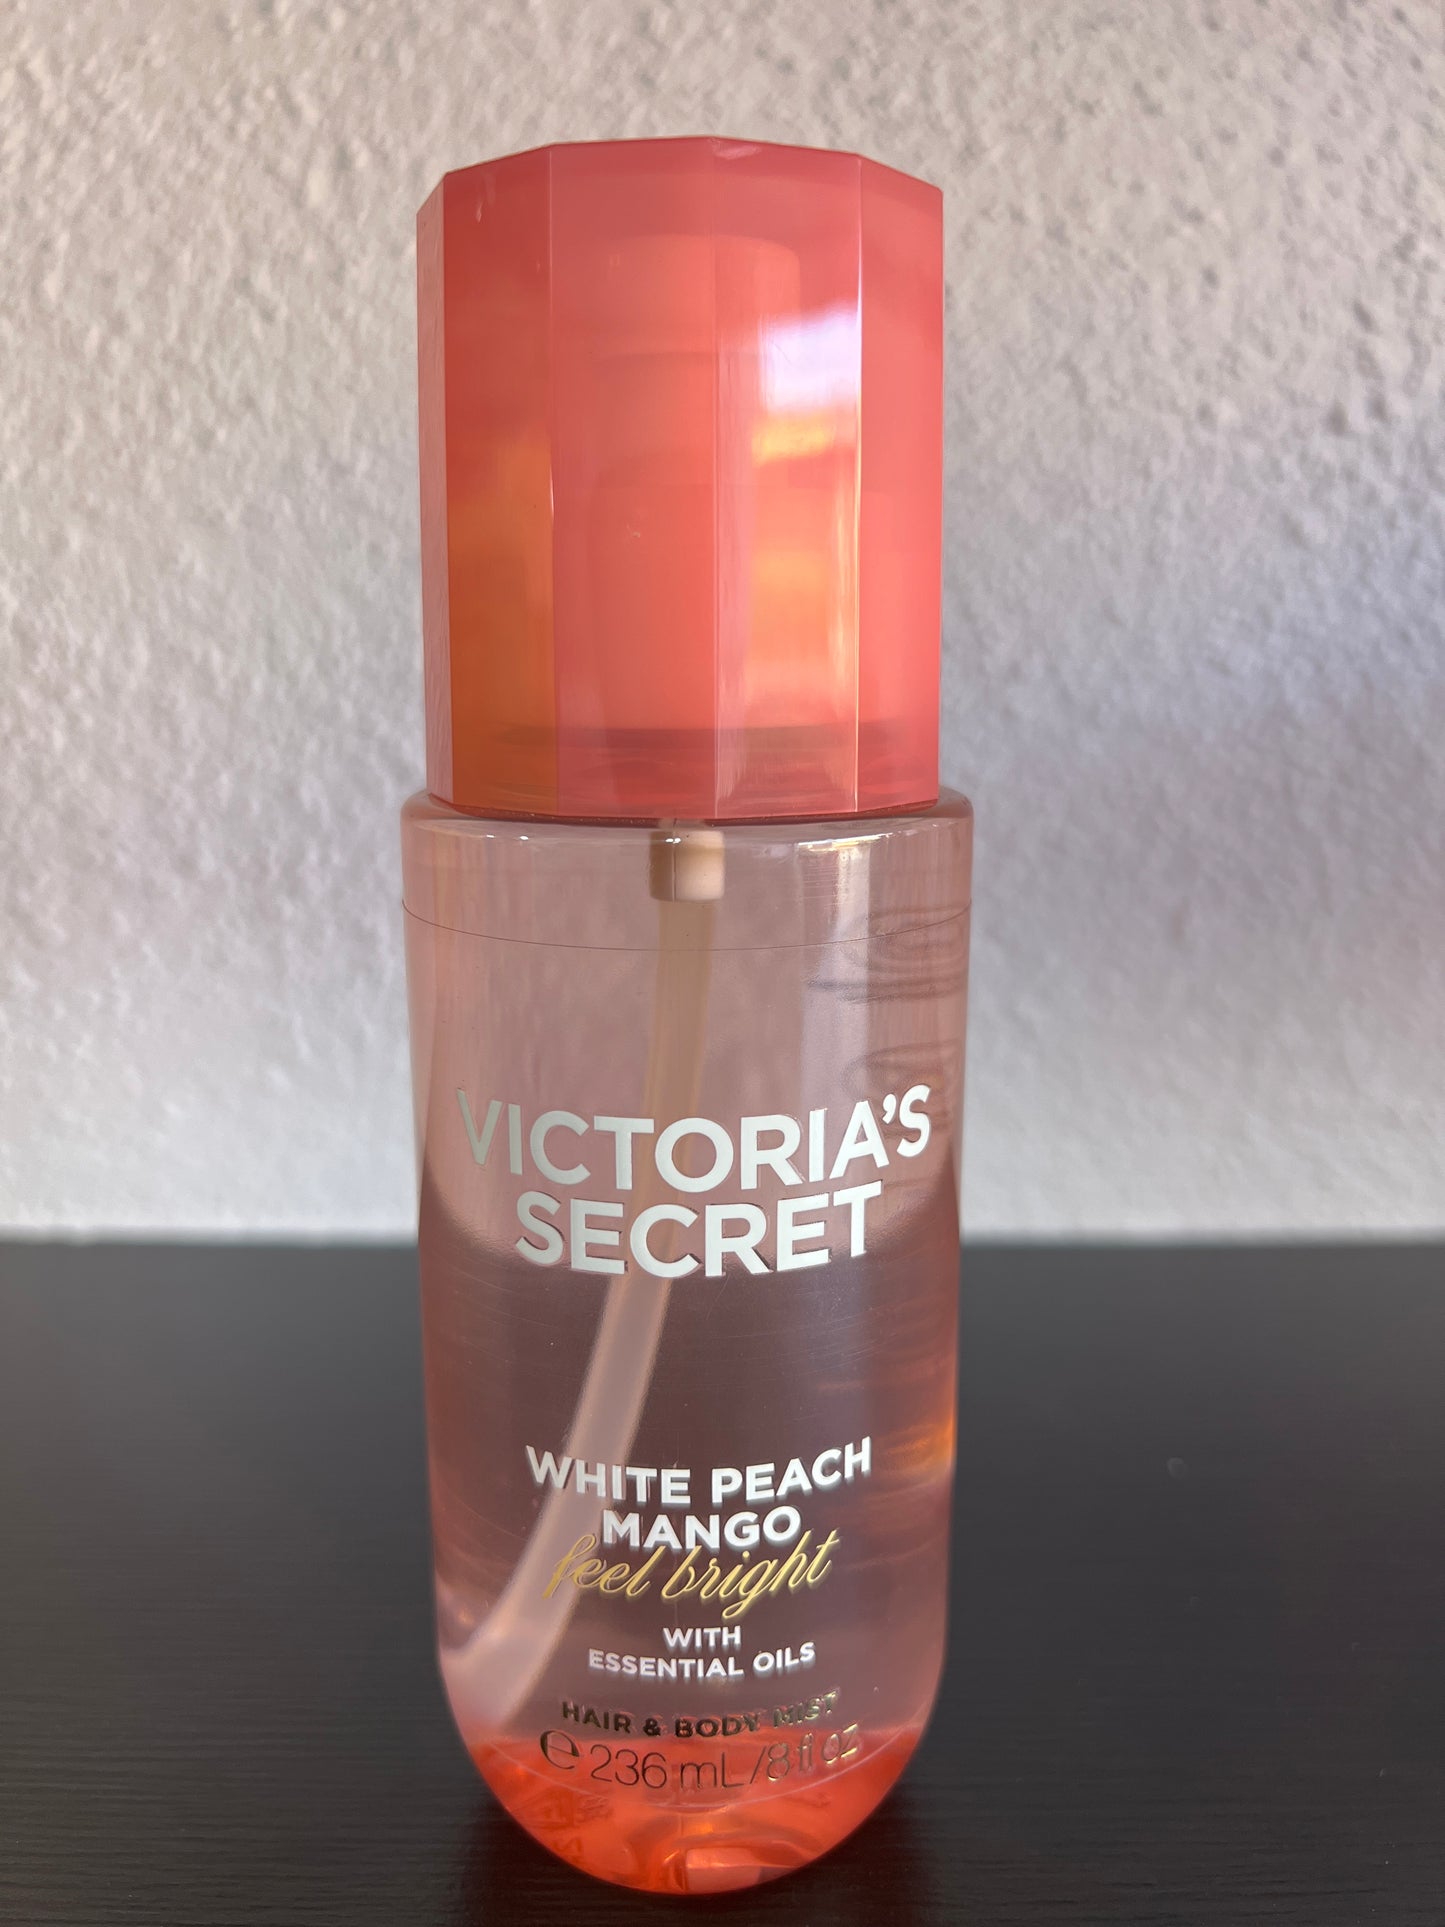 VICTORIA'S
SECRET
WHITE PEACH
MANGO
feel bright
WITH
ESSENTIAL OILS
HAIR & BODY MIST
℮ 236 mL/8 fl oz